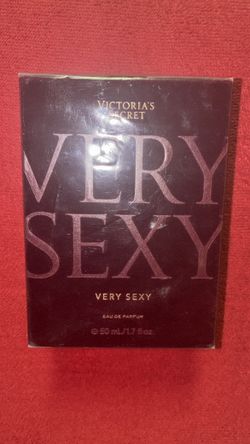 VICTORIA'S
SECRET
VERY
SEXY
VERY SEXY
EAU DE PARFUM
℮ 50 mL/1.7 fl oz.